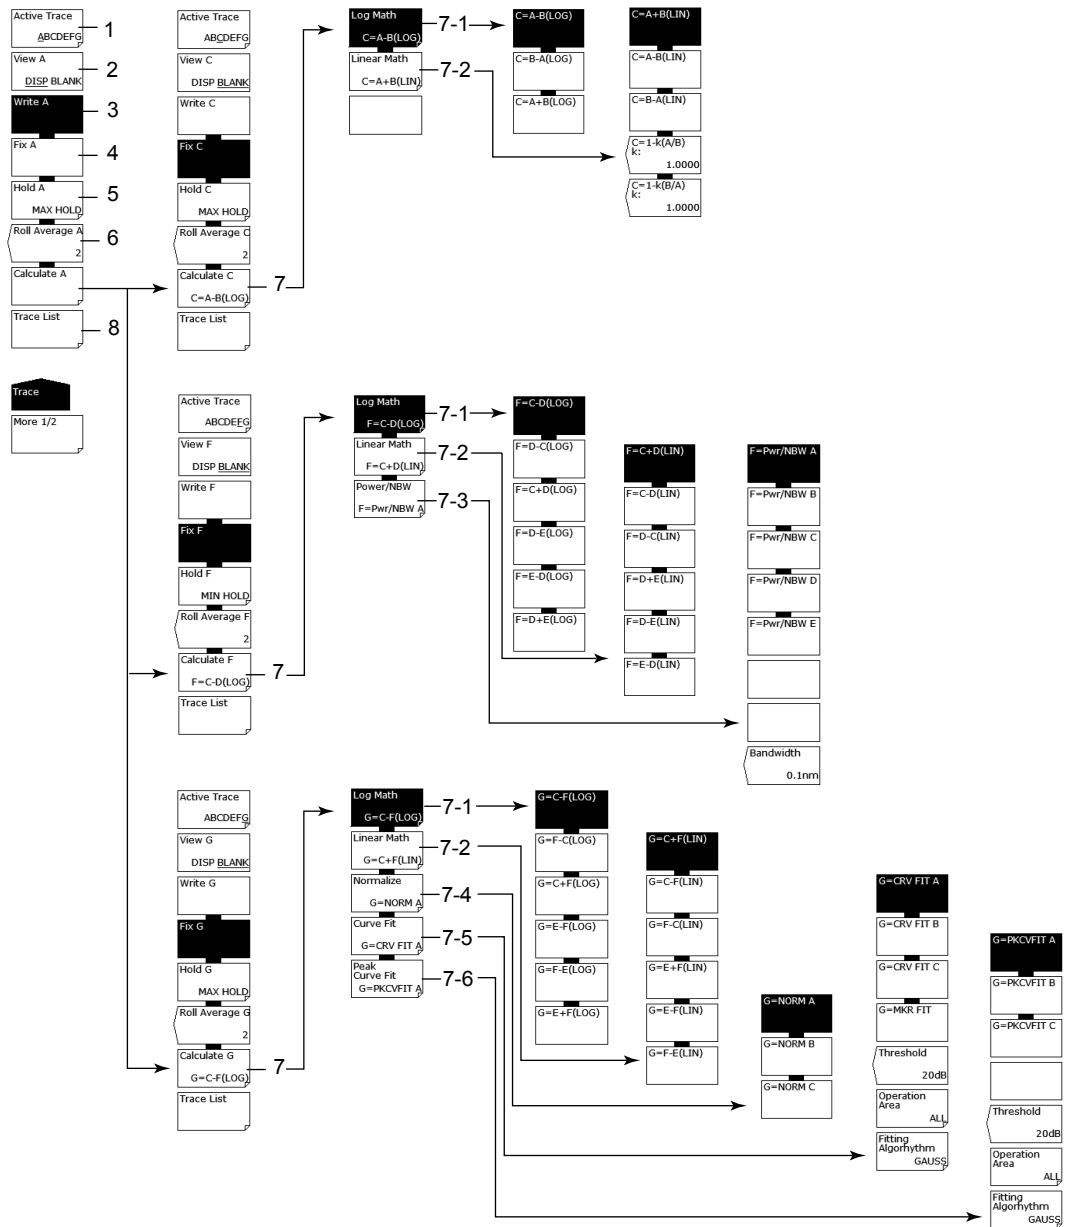 Active Trace
ABCDEFG
1
View A
DISP BLANK
2
Write A
3
Fix A
4
Hold A
MAX HOLD
5
Roll Average A
2
6
Calculate A
Trace List
8
Trace
More 1/2
Active Trace
ABCDEFG
View C
DISP BLANK
Write C
Fix C
Hold C
MAX HOLD
Roll Average C
2
Calculate C
C=A-B(LOG)
7
Trace List
Log Math
C=A-B(LOG)
7-1
Linear Math
C=A+B(LIN)
7-2
C=A-B(LOG)
C=B-A(LOG)
C=A+B(LOG)
C=A+B(LIN)
C=A-B(LIN)
C=B-A(LIN)
C=1-k(A/B)
k:
1.0000
C=1-k(B/A)
k:
1.0000
Active Trace
ABCDEFG
View F
DISP BLANK
Write F
Fix F
Hold F
MIN HOLD
Roll Average F
2
Calculate F
F=C-D(LOG)
7
Trace List
Log Math
F=C-D(LOG)
7-1
Linear Math
F=C+D(LIN)
7-2
Power/NBW
F=Pwr/NBW A
7-3
F=C-D(LOG)
F=D-C(LOG)
F=C+D(LOG)
F=D-E(LOG)
F=E-D(LOG)
F=D+E(LOG)
F=C+D(LIN)
F=C-D(LIN)
F=D-C(LIN)
F=D+E(LIN)
F=D-E(LIN)
F=E-D(LIN)
F=Pwr/NBW A
F=Pwr/NBW B
F=Pwr/NBW C
F=Pwr/NBW D
F=Pwr/NBW E
Bandwidth
0.1nm
Active Trace
ABCDEFG
View G
DISP BLANK
Write G
Fix G
Hold G
MAX HOLD
Roll Average G
2
Calculate G
G=C-F(LOG)
7
Trace List
Log Math
G=C-F(LOG)
7-1
Linear Math
G=C+F(LIN)
7-2
Normalize
G=NORM A
7-4
Curve Fit
G=CRV FIT A
7-5
Peak
Curve Fit
G=PKCVFIT A
7-6
G=C-F(LOG)
G=F-C(LOG)
G=C+F(LOG)
G=E-F(LOG)
G=F-E(LOG)
G=E+F(LOG)
G=C+F(LIN)
G=C-F(LIN)
G=F-C(LIN)
G=E+F(LIN)
G=E-F(LIN)
G=F-E(LIN)
G=NORM A
G=NORM B
G=NORM C
G=CRV FIT A
G=CRV FIT B
G=CRV FIT C
G=MKR FIT
Threshold
20dB
Operation
Area
ALL
Fitting
Algorhythm
GAUSS
G=PKCVFIT A
G=PKCVFIT B
G=PKCVFIT C
Threshold
20dB
Operation
Area
ALL
Fitting
Algorhythm
GAUSS